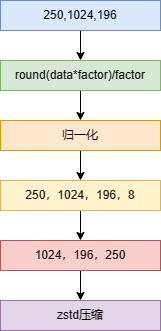 250,1024,196
round(data*factor)/factor
归一化
250，1024，196，8
1024，196，250
zstd压缩